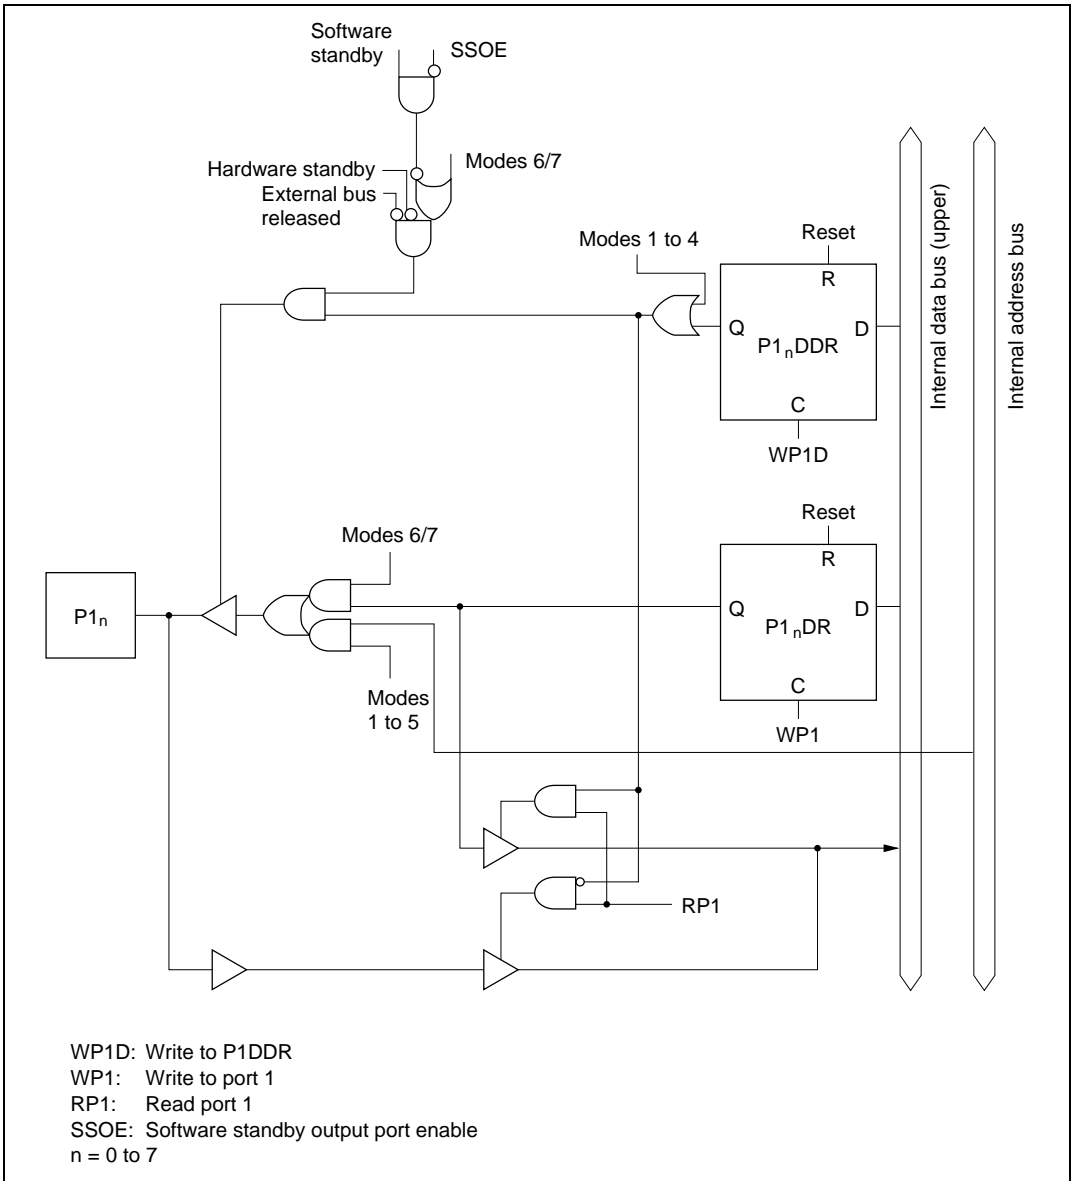 Software
standby
SSOE
Modes 6/7
Hardware standby
External bus
released
Modes 1 to 4
Reset
R
Q
D
P1nDDR
C
WP1D
Internal data bus (upper)
Internal address bus
Modes 6/7
Reset
R
P1n
Q
D
P1nDR
C
WP1
Modes
1 to 5
RP1
WP1D: Write to P1DDR
WP1: Write to port 1
RP1: Read port 1
SSOE: Software standby output port enable
n = 0 to 7